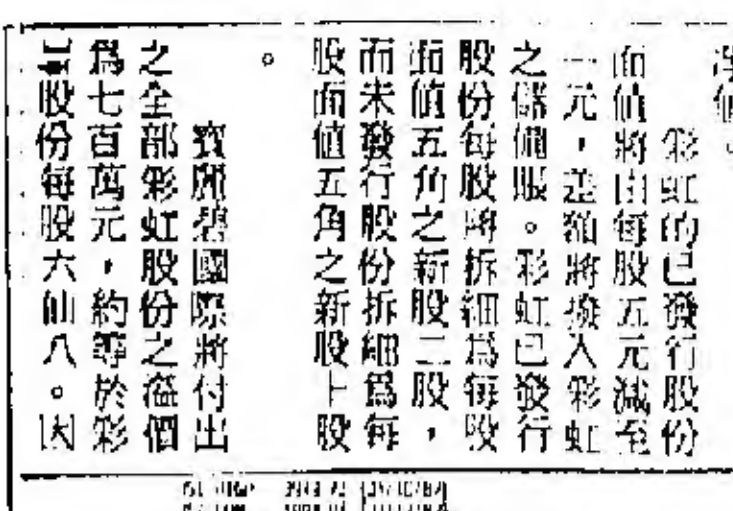 淨值。
彩虹的已發行股份
面值將由每股五元減至
一元，差額將撥入彩虹
之儲備賬。彩虹已發行
股份每股將拆細為每股
面值五角之新股二股，
而未發行股份拆細爲每
股面值五角之新股十股
。
寶麗碧國際將付出
之全部彩虹股份之溢價
爲七百萬元，約等於彩
虹股份每股六仙八。因